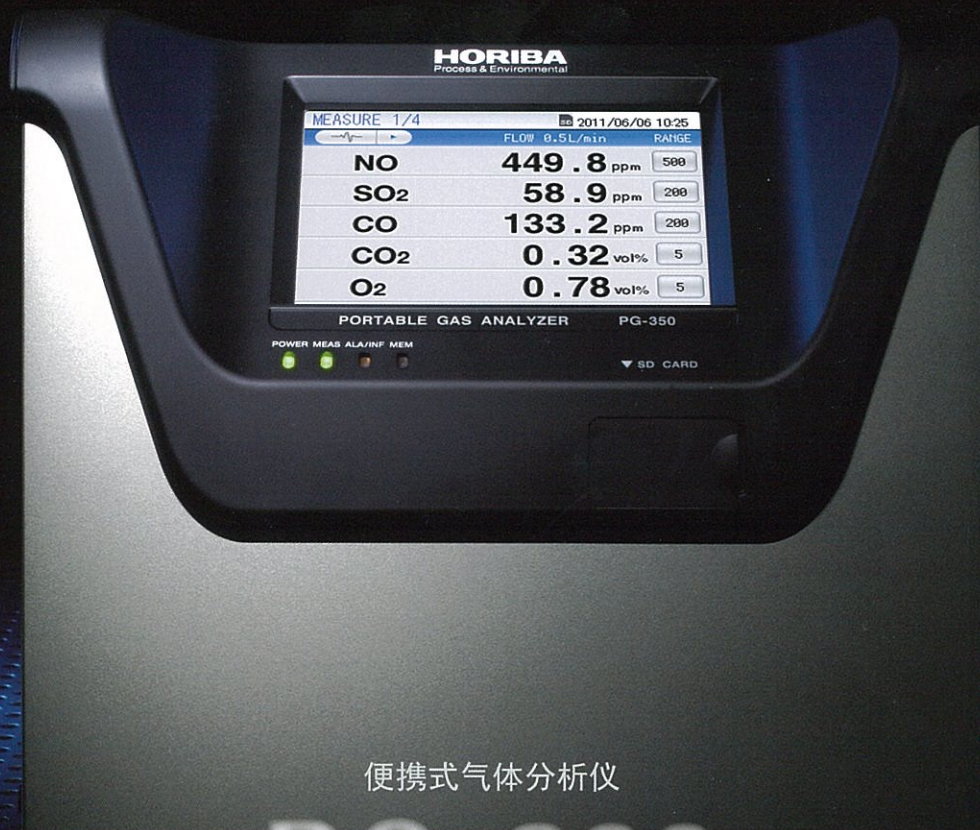 HORIBA
Process & Environmental
MEASURE 1/4 SD 2011/06/06 10:25
FLOW 0.5L/min RANGE
NO 449.8 ppm 500
SO2 58.9 ppm 200
CO 133.2 ppm 200
CO2 0.32 vol% 5
O2 0.78 vol% 5
PORTABLE GAS ANALYZER PG-350
POWER MEAS ALA/INF MEM
▼ SD CARD
便携式气体分析仪